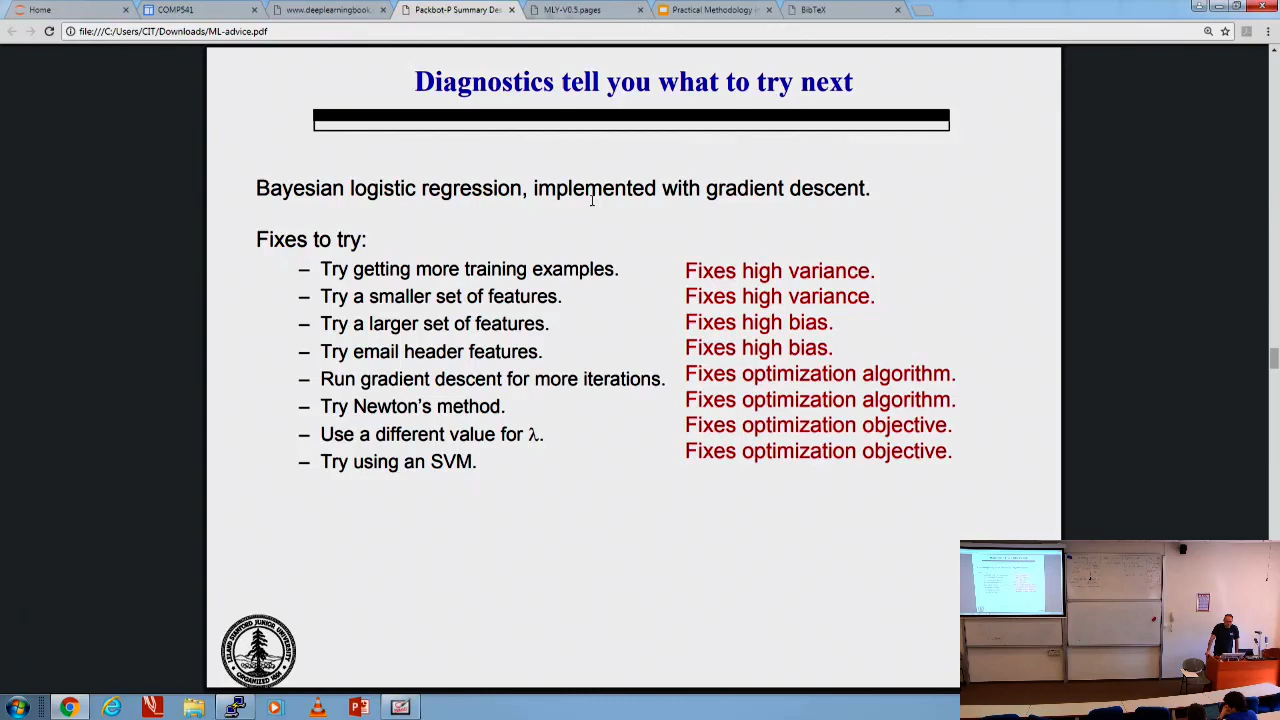 Home
COMP541
www.deeplearningbook.
Packbot-P Summary Des
MLY-V0.5.pages
Practical Methodology i
BibTeX
file:///C:/Users/CIT/Downloads/ML-advice.pdf
Diagnostics tell you what to try next
Bayesian logistic regression, implemented with gradient descent.
Fixes to try:
– Try getting more training examples. Fixes high variance.
– Try a smaller set of features. Fixes high variance.
– Try a larger set of features. Fixes high bias.
– Try email header features. Fixes high bias.
– Run gradient descent for more iterations. Fixes optimization algorithm.
– Try Newton’s method. Fixes optimization algorithm.
– Use a different value for λ. Fixes optimization objective.
– Try using an SVM. Fixes optimization objective.